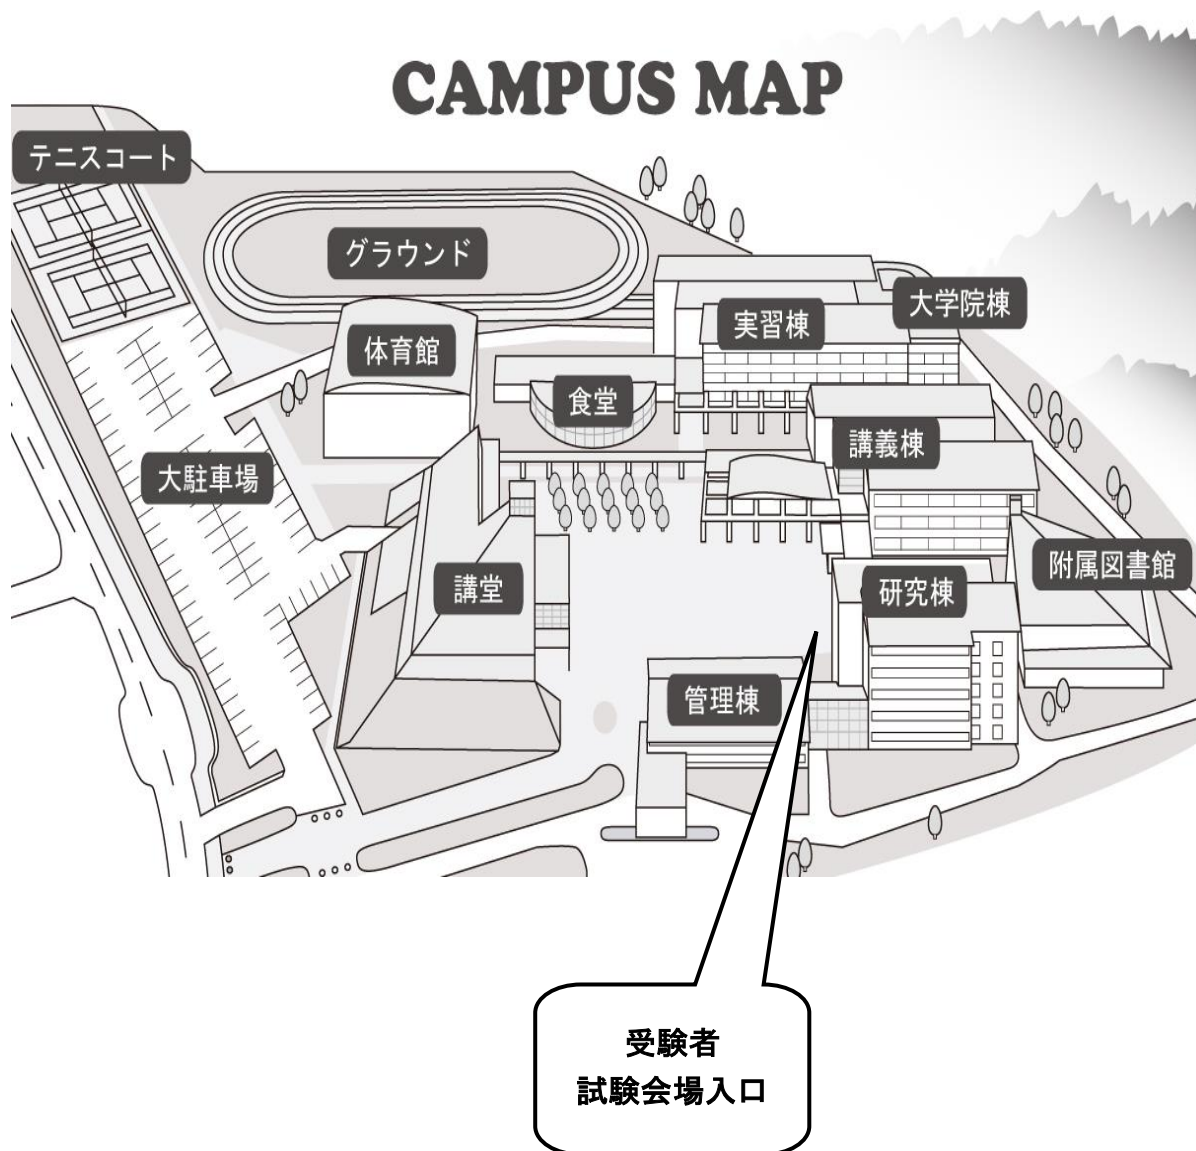 CAMPUS MAP
テニスコート
グラウンド
大学院棟
実習棟
体育館
食堂
講義棟
大駐車場
附属図書館
講堂
研究棟
管理棟
受験者
試験会場入口